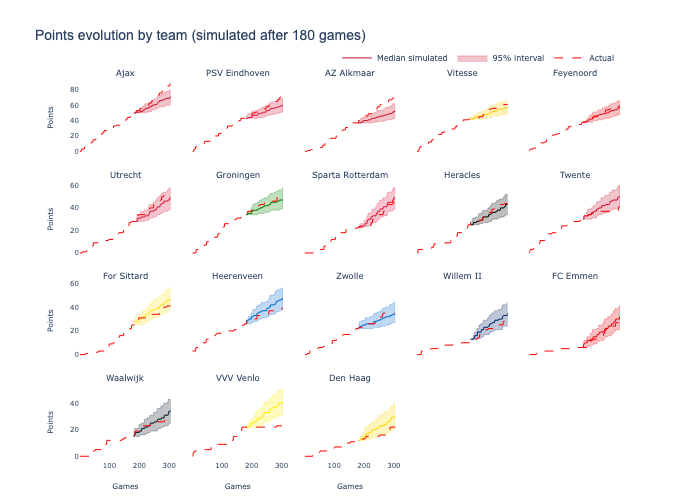 Points evolution by team (simulated after 180 games)
Median simulated 95% interval Actual
Ajax PSV Eindhoven AZ Alkmaar Vitesse Feyenoord
Points
80
60
40
20
0
Utrecht Groningen Sparta Rotterdam Heracles Twente
Points
60
40
20
0
For Sittard Heerenveen Zwolle Willem II FC Emmen
Points
60
40
20
0
Waalwijk VVV Venlo Den Haag
Points
40
20
0
100 200 300 100 200 300 100 200 300
Games Games Games